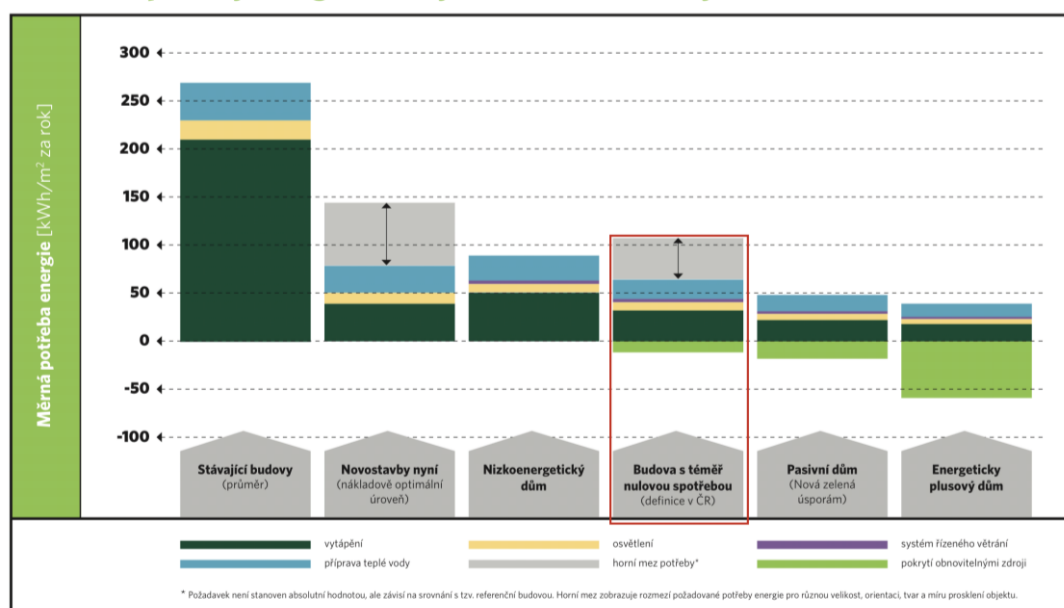 Měrná potřeba energie [kWh/m² za rok]
300
250
200
150
100
50
0
-50
-100
Stávající budovy
(průměr)
Novostavby nyní
(nákladově optimální
úroveň)
Nizkoenergetický
dům
Budova s téměř
nulovou spotřebou
(definice v ČR)
Pasivní dům
(Nová zelená
úsporám)
Energeticky
plusový dům
vytápění
osvětlení
systém řízeného větrání
příprava teplé vody
horní mez potřeby*
pokrytí obnovitelnými zdroji
* Požadavek není stanoven absolutní hodnotou, ale závisí na srovnání s tzv. referenční budovou. Horní mez zobrazuje rozmezí požadované potřeby energie pro různou velikost, orientaci, tvar a míru prosklení objektu.